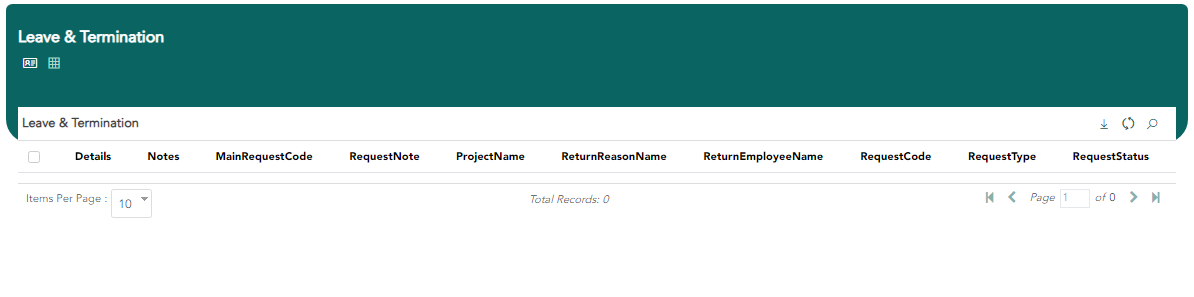 Leave & Termination
Leave & Termination
Details Notes MainRequestCode RequestNote ProjectName ReturnReasonName ReturnEmployeeName RequestCode RequestType RequestStatus
Items Per Page : 10 Total Records: 0 Page 1 of 0